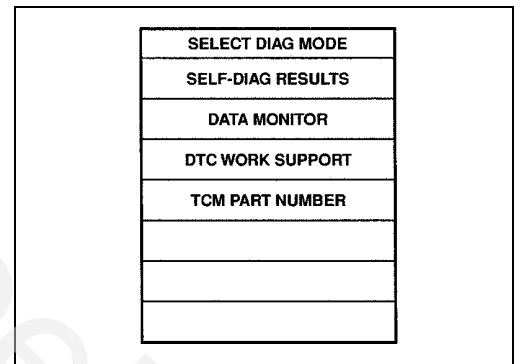 SELECT DIAG MODE
SELF-DIAG RESULTS
DATA MONITOR
DTC WORK SUPPORT
TCM PART NUMBER